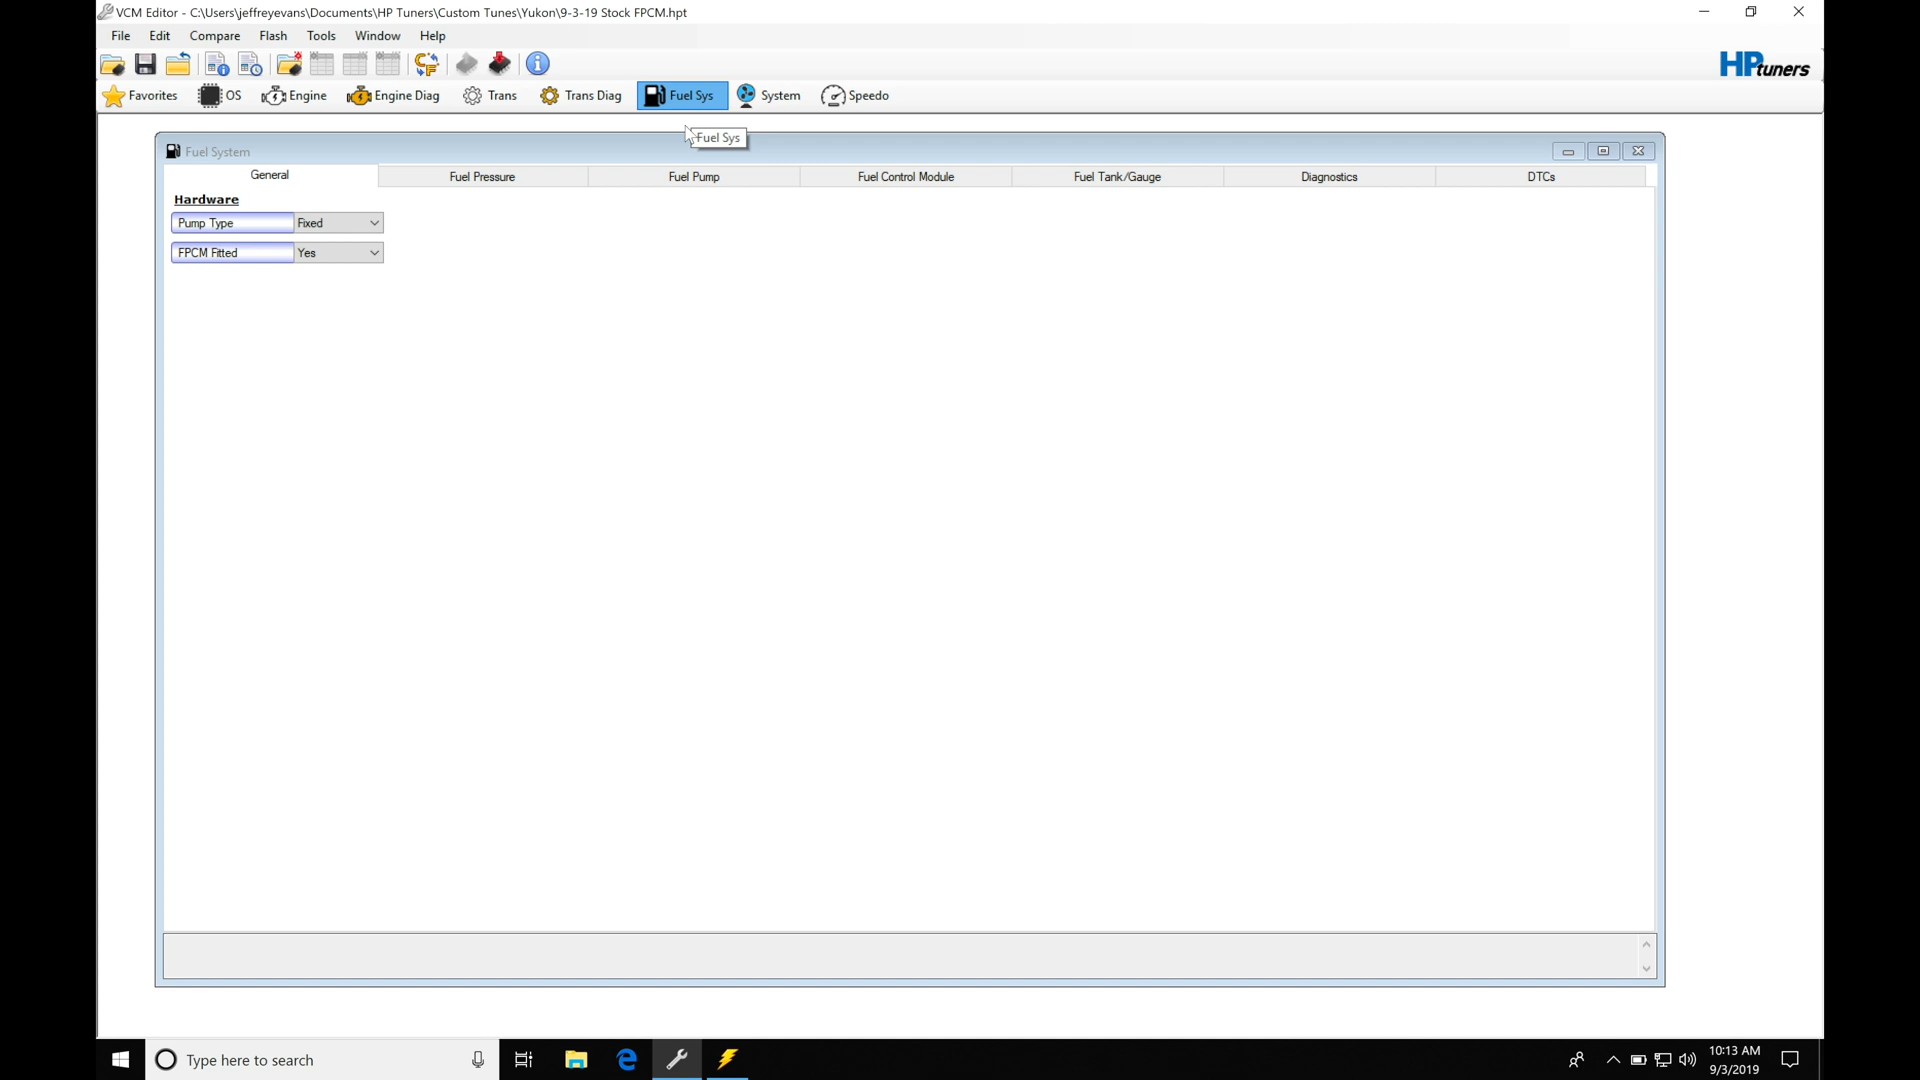 VCM Editor - C:\Users\jeffreyevans\Documents\HP Tuners\Custom Tunes\Yukon\9-3-19 Stock FPCM.hpt
File Edit Compare Flash Tools Window Help
HPtuners
Favorites OS Engine Engine Diag Trans Trans Diag Fuel Sys System Speedo
Fuel Sys
Fuel System
General Fuel Pressure Fuel Pump Fuel Control Module Fuel Tank/Gauge Diagnostics DTCs
Hardware
Pump Type Fixed
FPCM Fitted Yes
Type here to search
10:13 AM
9/3/2019